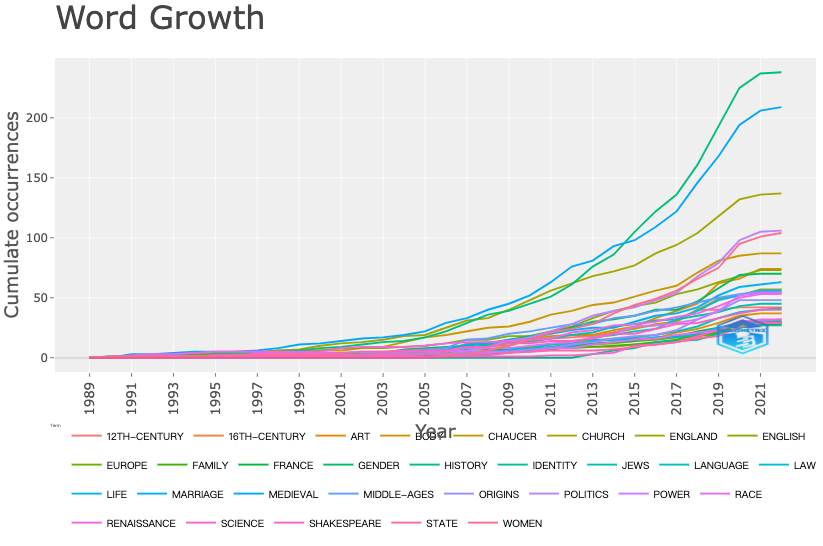 Word Growth
Cumulate occurrences
200
150
100
50
0
1989 1991 1993 1995 1997 1999 2001 2003 2005 2007 2009 2011 2013 2015 2017 2019 2021
Year
Term
12TH−CENTURY 16TH−CENTURY ART BODY CHAUCER CHURCH ENGLAND ENGLISH
EUROPE FAMILY FRANCE GENDER HISTORY IDENTITY JEWS LANGUAGE LAW
LIFE MARRIAGE MEDIEVAL MIDDLE−AGES ORIGINS POLITICS POWER RACE
RENAISSANCE SCIENCE SHAKESPEARE STATE WOMEN